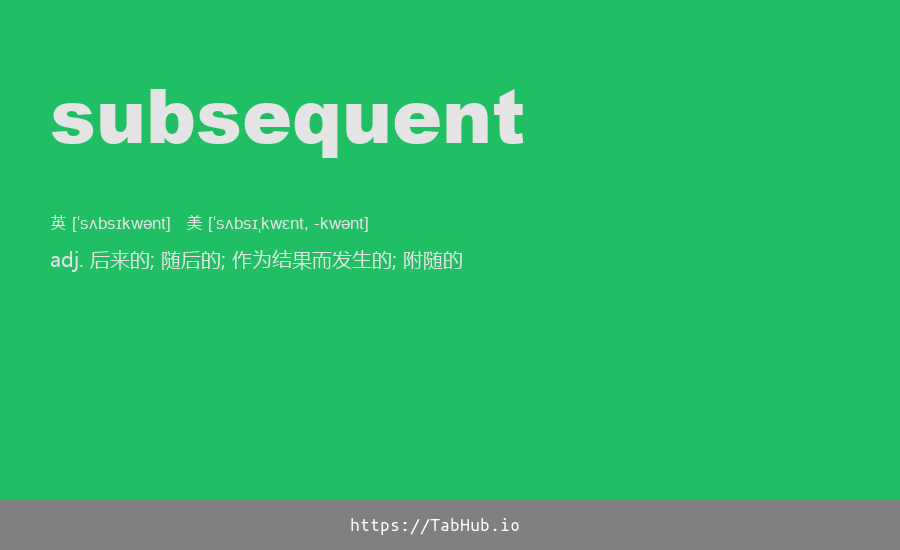 subsequent
英 [ˈsʌbsɪkwənt] 美 [ˈsʌbsɪˌkwɛnt, -kwənt]
adj. 后来的; 随后的; 作为结果而发生的; 附随的
https://TabHub.io